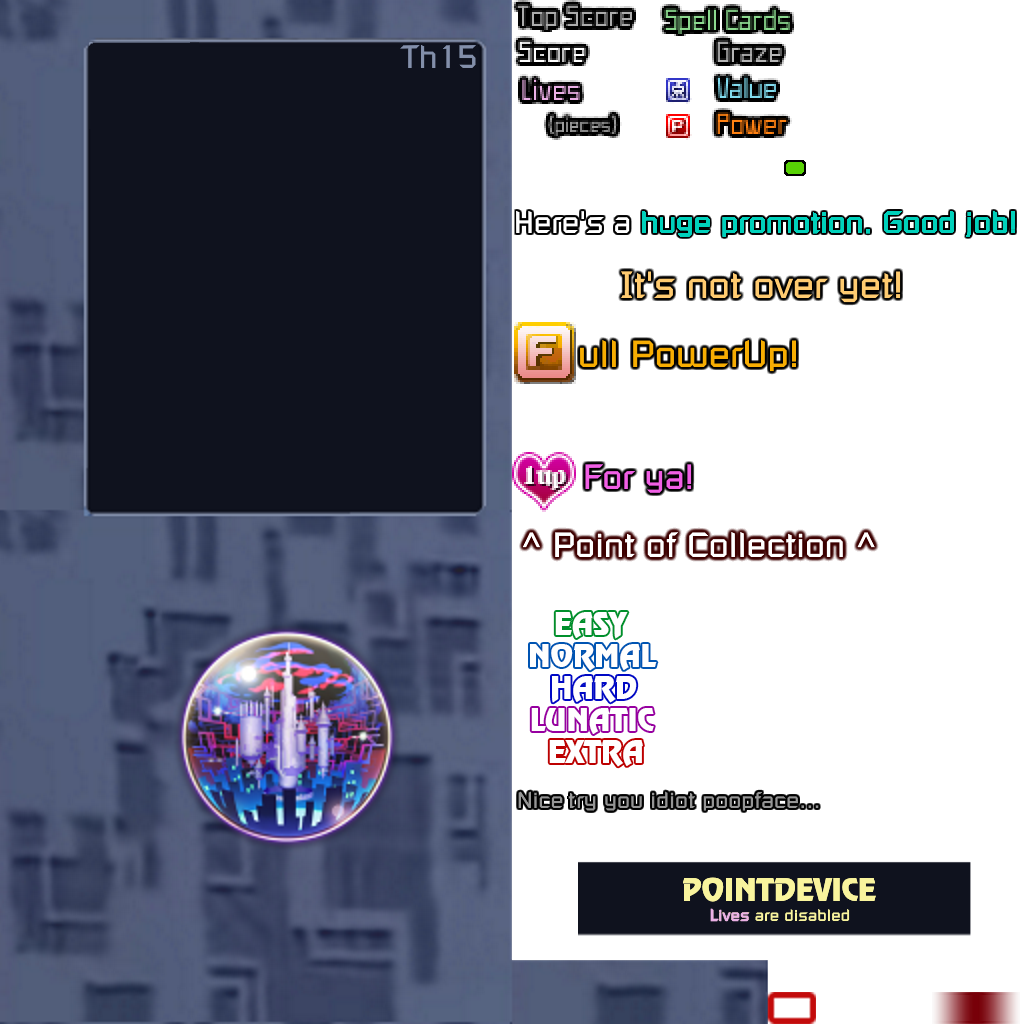 Th15
Top Score
Spell Cards
Score
Graze
Lives
Value
(pieces)
P
Power
Here's a huge promotion. Good job!
It's not over yet!
Full PowerUp!
1up For ya!
^ Point of Collection ^
EASY
NORMAL
HARD
LUNATIC
EXTRA
Nice try you idiot poopface...
POINTDEVICE
Lives are disabled